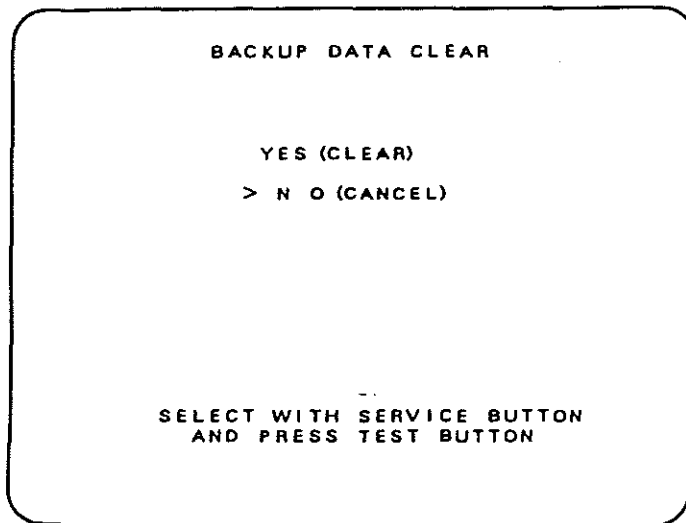 BACKUP DATA CLEAR
YES (CLEAR)
> N O (CANCEL)
SELECT WITH SERVICE BUTTON
AND PRESS TEST BUTTON